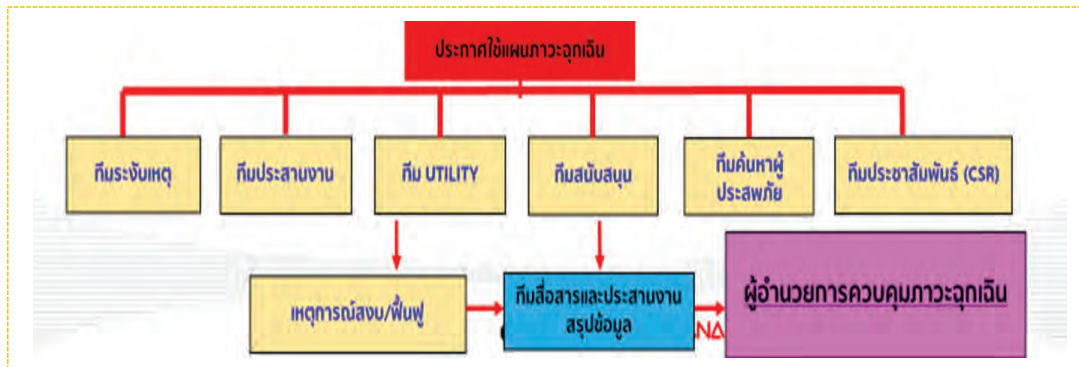 ประกาศใช้แผนภาวะฉุกเฉิน
ทีมระงับเหตุ
ทีมประสานงาน
ทีม UTILITY
ทีมสนับสนุน
ทีมค้นหาผู้
ประสพภัย
ทีมประชาสัมพันธ์ (CSR)
เหตุการณ์สงบ/ฟื้นฟู
ทีมสื่อสารและประสานงาน
สรุปข้อมูล
ผู้อำนวยการควบคุมภาวะฉุกเฉิน